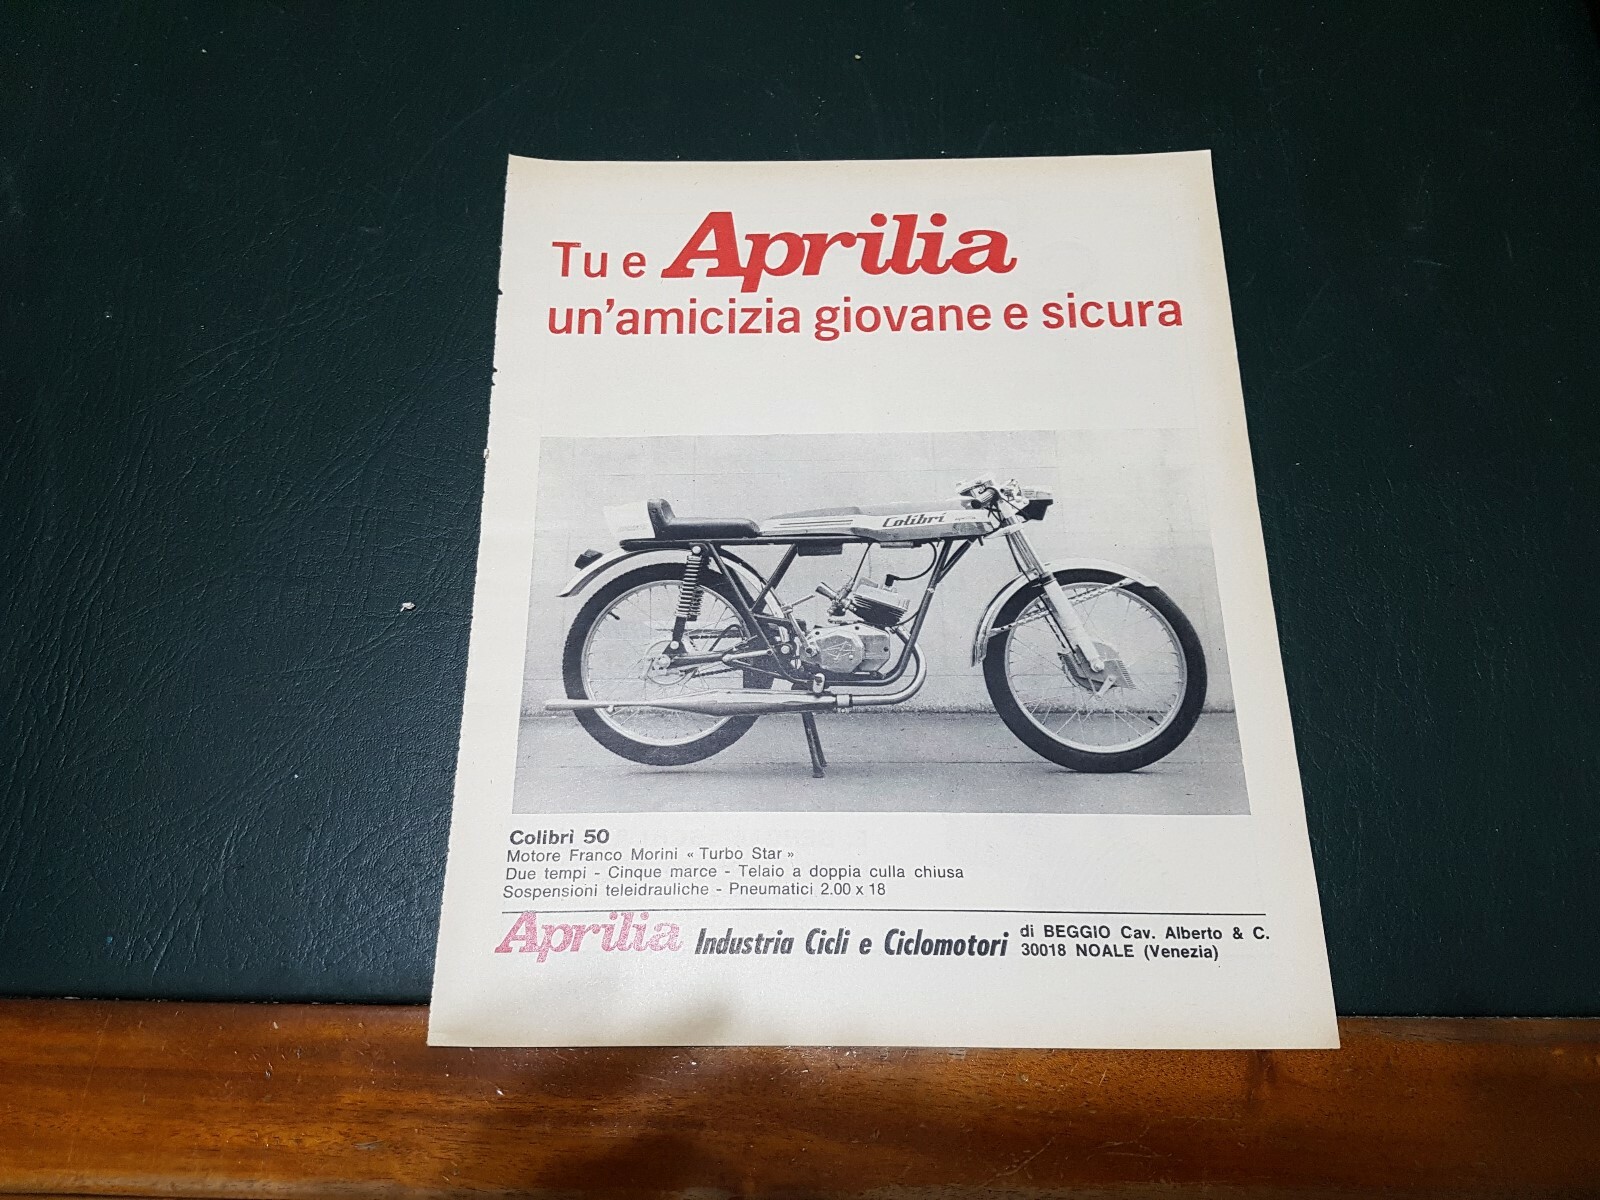 Tu e Aprilia
un'amicizia giovane e sicura
Colibri
Colibrì 50
Motore Franco Morini « Turbo Star »
Due tempi - Cinque marce - Telaio a doppia culla chiusa
Sospensioni teleidrauliche - Pneumatici 2.00 x 18
Aprilia Industria Cicli e Ciclomotori di BEGGIO Cav. Alberto & C.
30018 NOALE (Venezia)